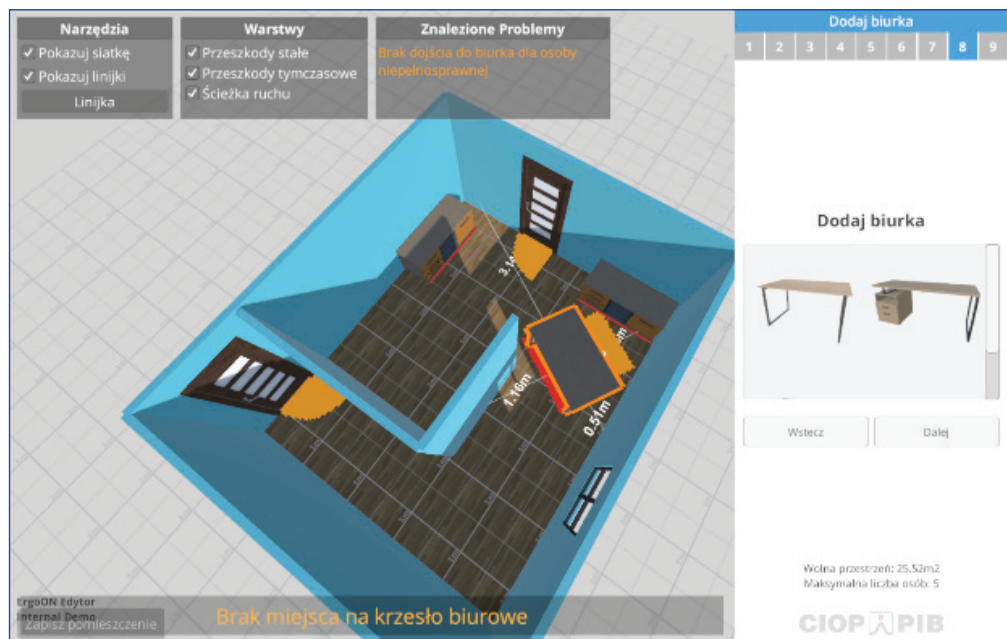 Narzędzia
Pokazuj siatkę
Pokazuj linijki
Linijka
Warstwy
Przeszkody stałe
Przeszkody tymczasowe
Ścieżka ruchu
Znalezione Problemy
Brak dojścia do biurka dla osoby
niepełnosprawnej
Dodaj biurka
1 2 3 4 5 6 7 8 9
1.16m
0.51m
Dodaj biurka
Wstecz
Dalej
Wolna przestrzeń: 25.52m2
Maksymalna liczba osób: 5
ErgoON Edytor
Internal Demo
Zapisz pomieszczenie
Brak miejsca na krzesło biurowe
CIOP PIB